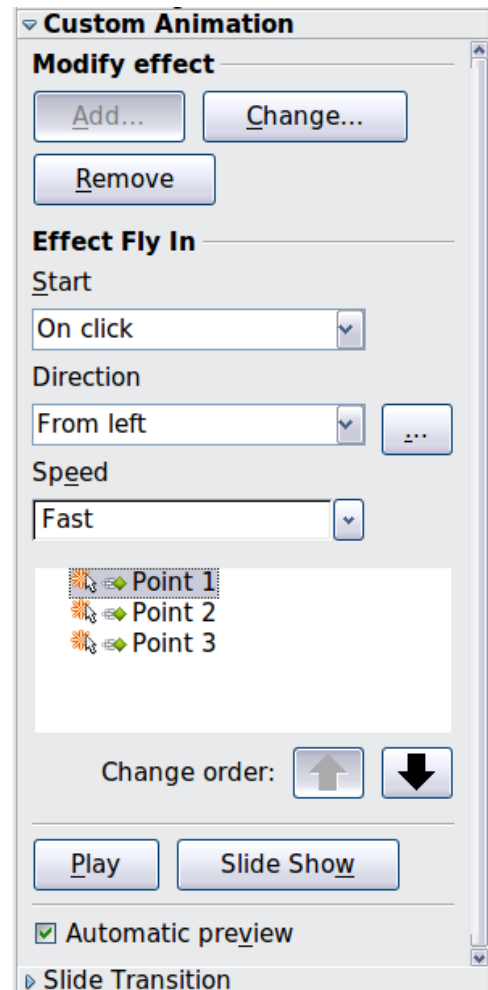 Custom Animation
Modify effect
Add... Change...
Remove
Effect Fly In
Start
On click
Direction
From left ...
Speed
Fast
Point 1
Point 2
Point 3
Change order:
Play Slide Show
Automatic preview
Slide Transition